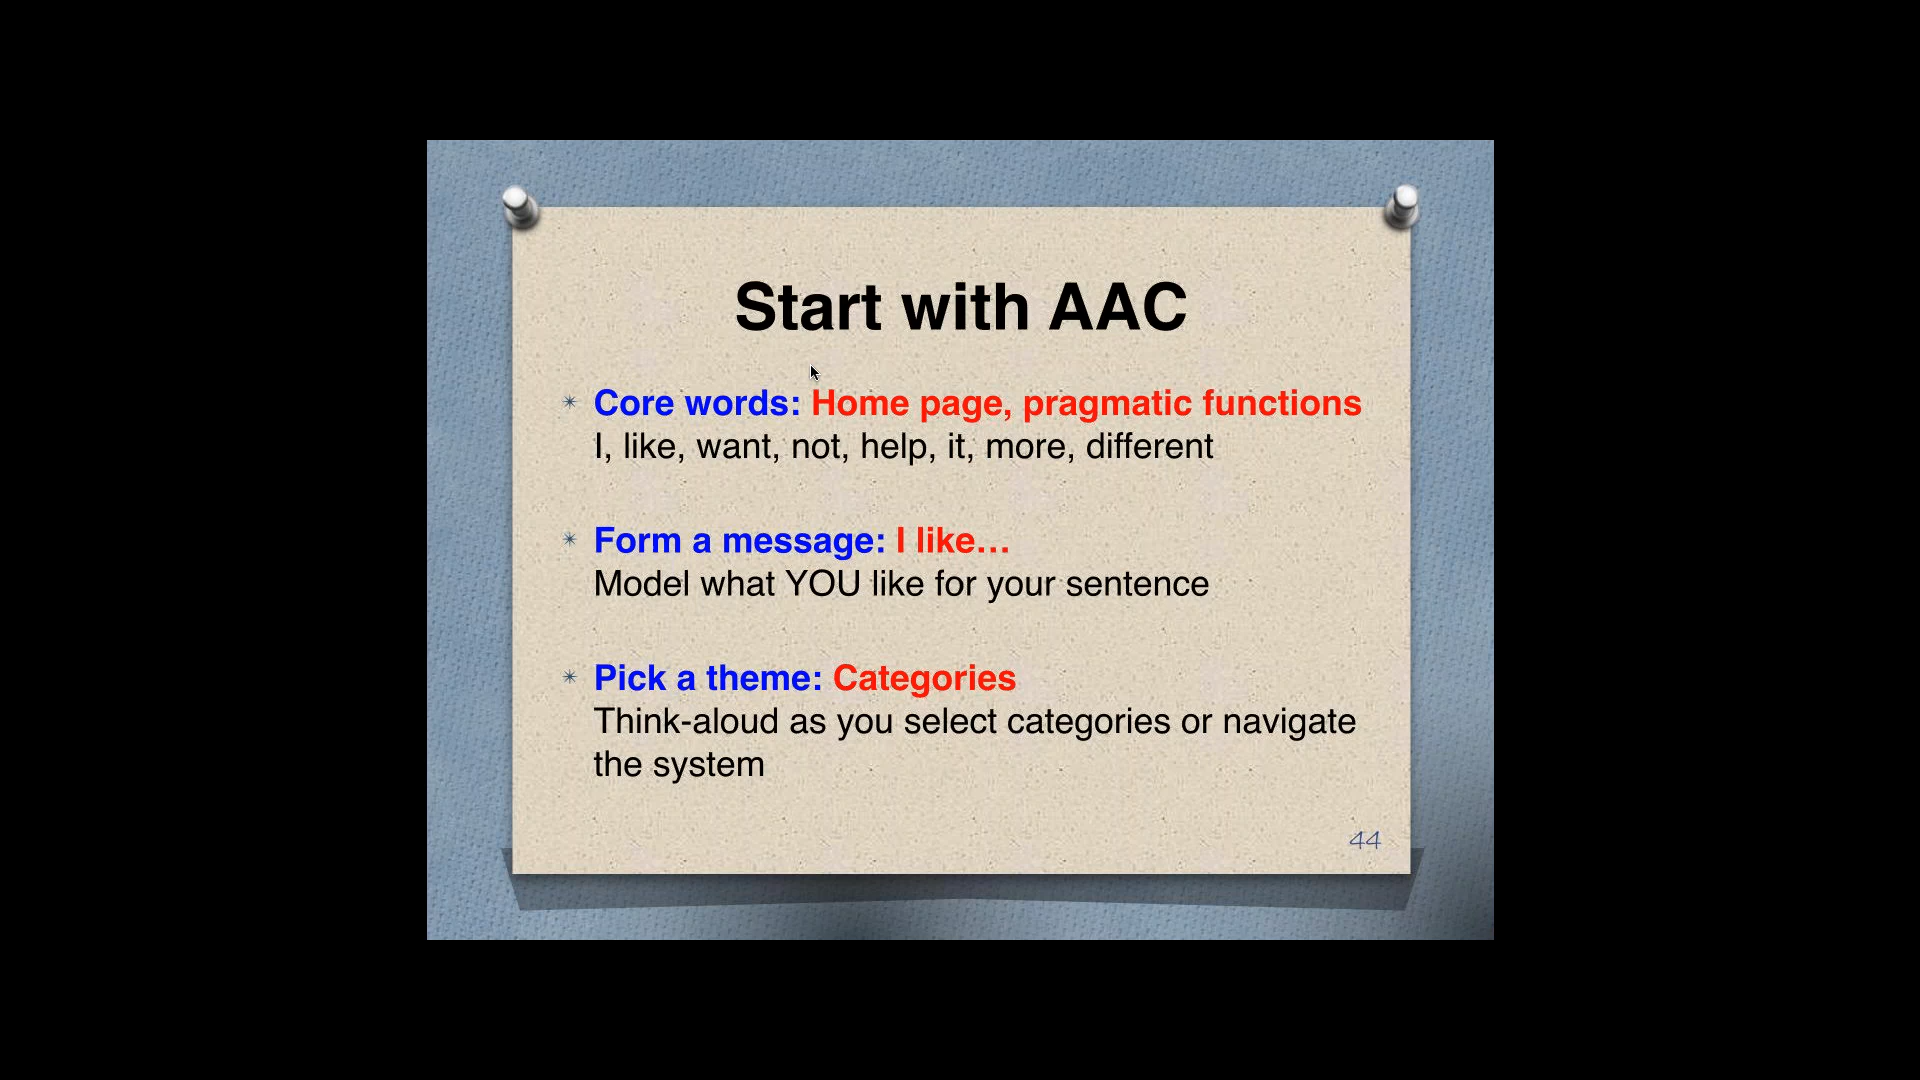 Start with AAC
Core words: Home page, pragmatic functions
I, like, want, not, help, it, more, different
Form a message: I like…
Model what YOU like for your sentence
Pick a theme: Categories
Think-aloud as you select categories or navigate
the system
44